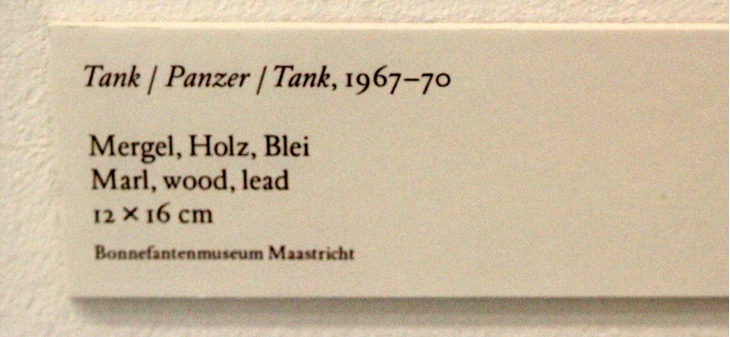 Tank / Panzer / Tank, 1967–70
Mergel, Holz, Blei
Marl, wood, lead
12 × 16 cm
Bonnefantenmuseum Maastricht